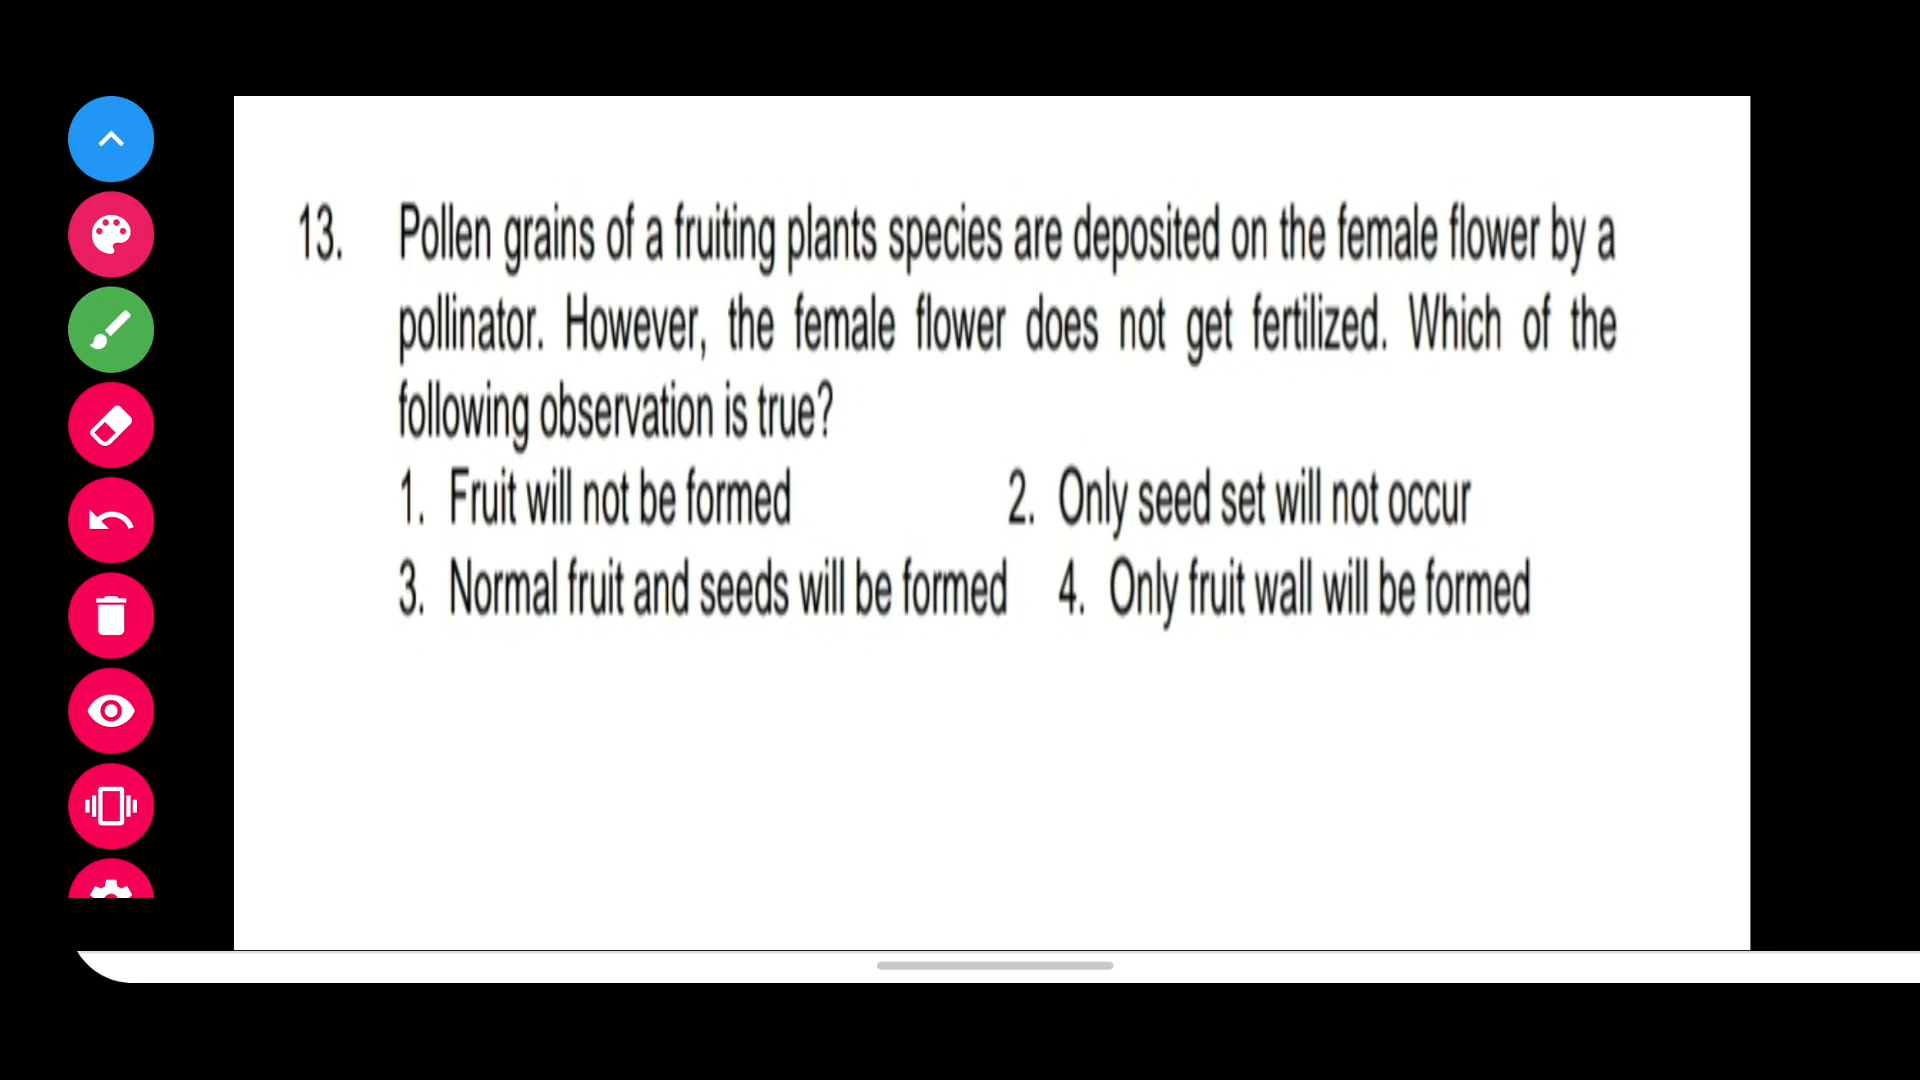 13. Pollen grains of a fruiting plants species are deposited on the female flower by a
pollinator. However, the female flower does not get fertilized. Which of the
following observation is true?
1. Fruit will not be formed 2. Only seed set will not occur
3. Normal fruit and seeds will be formed 4. Only fruit wall will be formed